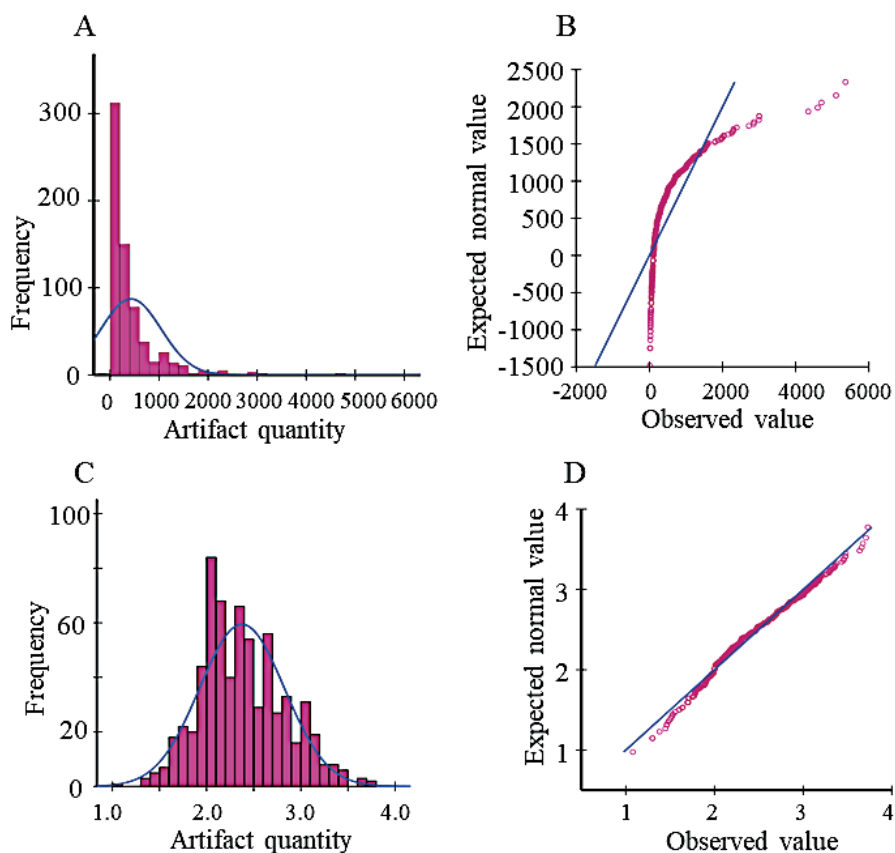 A
300
200
100
0
Frequency
0 1000 2000 3000 4000 5000 6000
Artifact quantity
B
2500
2000
1500
1000
500
0
-500
-1000
-1500
Expected normal value
-2000 0 2000 4000 6000
Observed value
C
100
60
20
0
Frequency
1.0 2.0 3.0 4.0
Artifact quantity
D
4
3
2
1
Expected normal value
1 2 3 4
Observed value